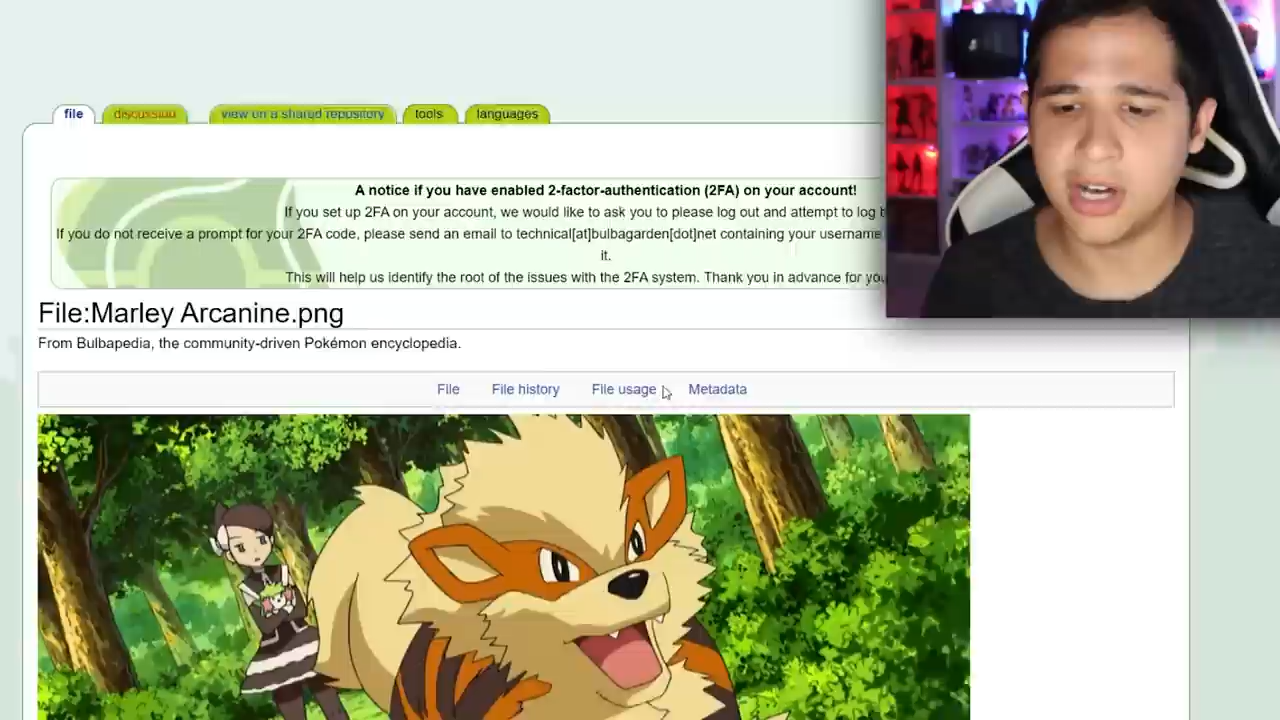 file discussion view on a shared repository tools languages
A notice if you have enabled 2-factor-authentication (2FA) on your account!
If you set up 2FA on your account, we would like to ask you to please log out and attempt to log
If you do not receive a prompt for your 2FA code, please send an email to technical[at]bulbagarden[dot]net containing your username
it.
This will help us identify the root of the issues with the 2FA system. Thank you in advance for
File:Marley Arcanine.png
From Bulbapedia, the community-driven Pokémon encyclopedia.
File File history File usage Metadata